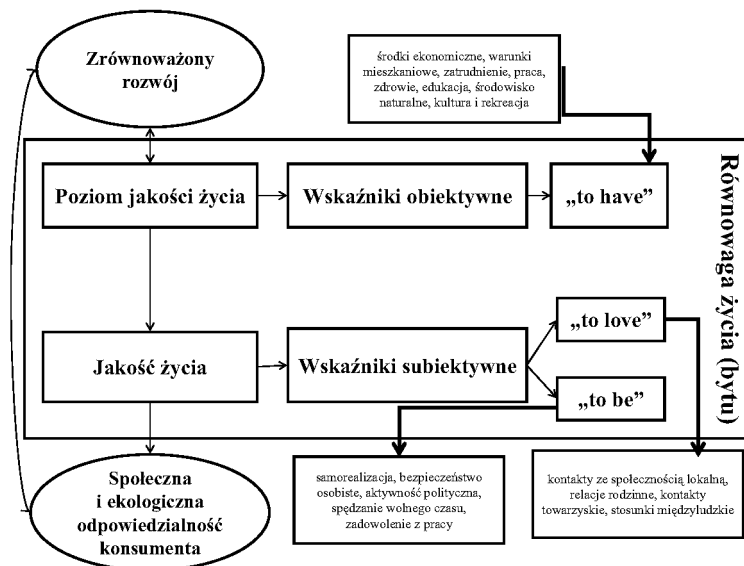 Zrównoważony
rozwój
środki ekonomiczne, warunki
mieszkaniowe, zatrudnienie, praca,
zdrowie, edukacja, środowisko
naturalne, kultura i rekreacja
Poziom jakości życia
Wskaźniki obiektywne
„to have”
Równowaga życia (bytu)
Jakość życia
Wskaźniki subiektywne
„to love”
„to be”
Społeczna
i ekologiczna
odpowiedzialność
konsumenta
samorealizacja, bezpieczeństwo
osobiste, aktywność polityczna,
spędzanie wolnego czasu,
zadowolenie z pracy
kontakty ze społecznością lokalną,
relacje rodzinne, kontakty
towarzyskie, stosunki międzyludzkie